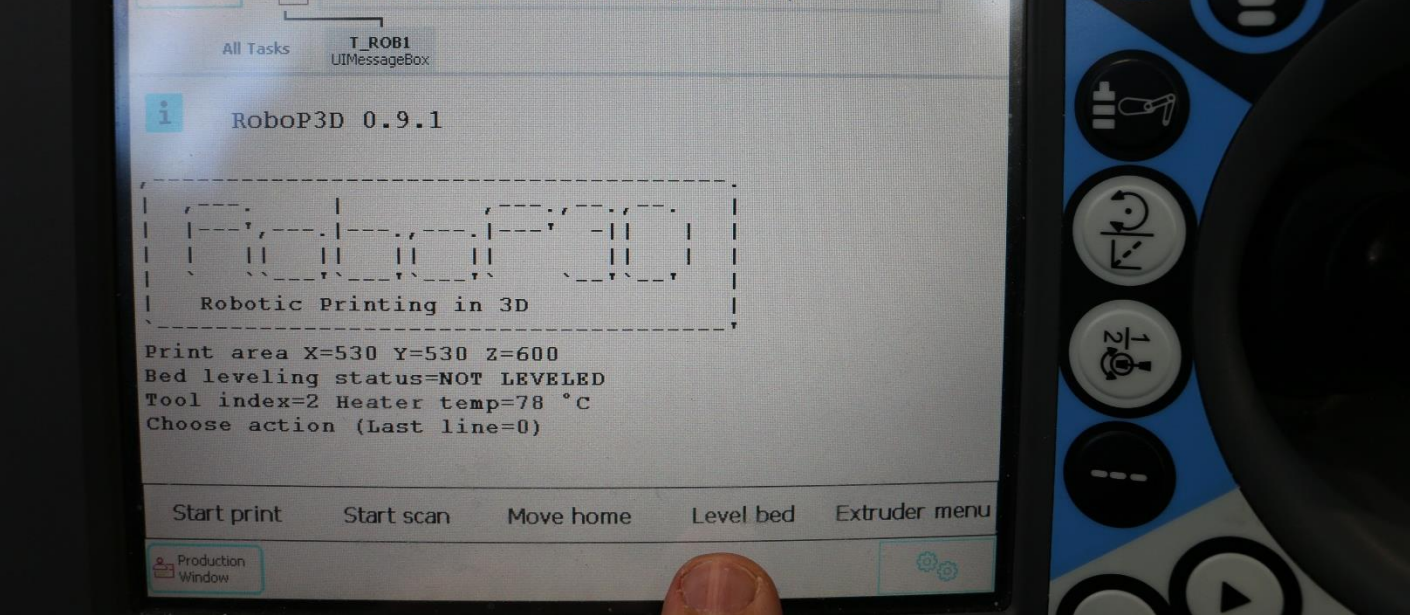 All Tasks
T_ROB1
UIMessageBox
i
RoboP3D 0.9.1
Robotic Printing in 3D
Print area X=530 Y=530 Z=600
Bed leveling status=NOT LEVELED
Tool index=2 Heater temp=78 °C
Choose action (Last line=0)
Start print Start scan Move home Level bed Extruder menu
Production
Window
1
2